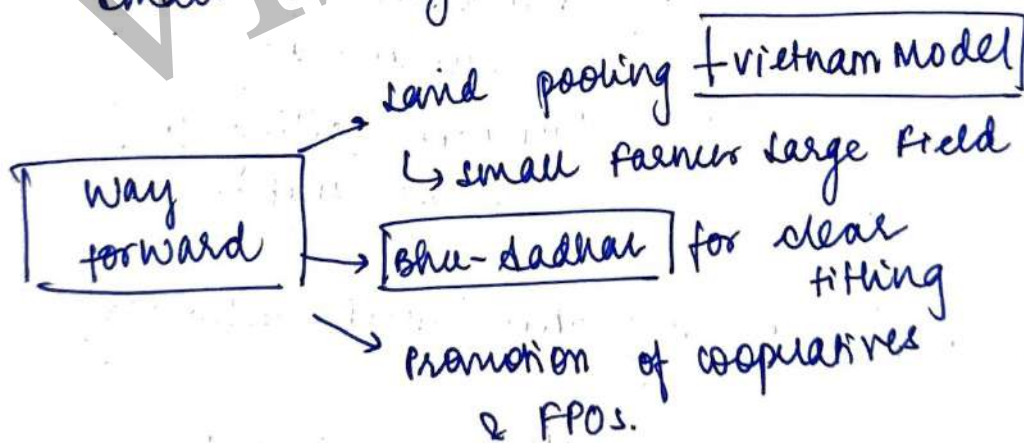 Land pooling + Vietnam Model
↳ small farmer large field
Way
forward
Bhu-Aadhar for clear
titling
Promotion of cooperatives
& FPOs.